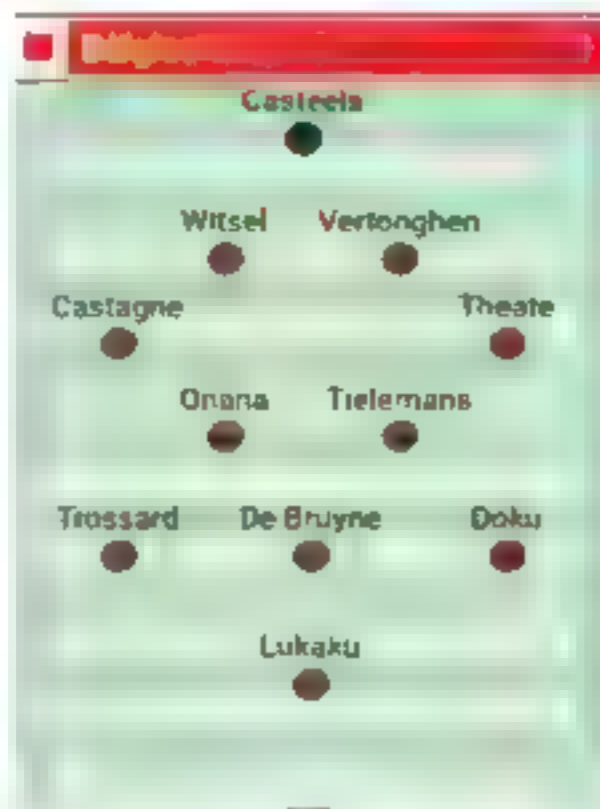 Casteels
Witsel Vertonghen
Castagne Theate
Onana Tielemans
Trossard De Bruyne Doku
Lukaku